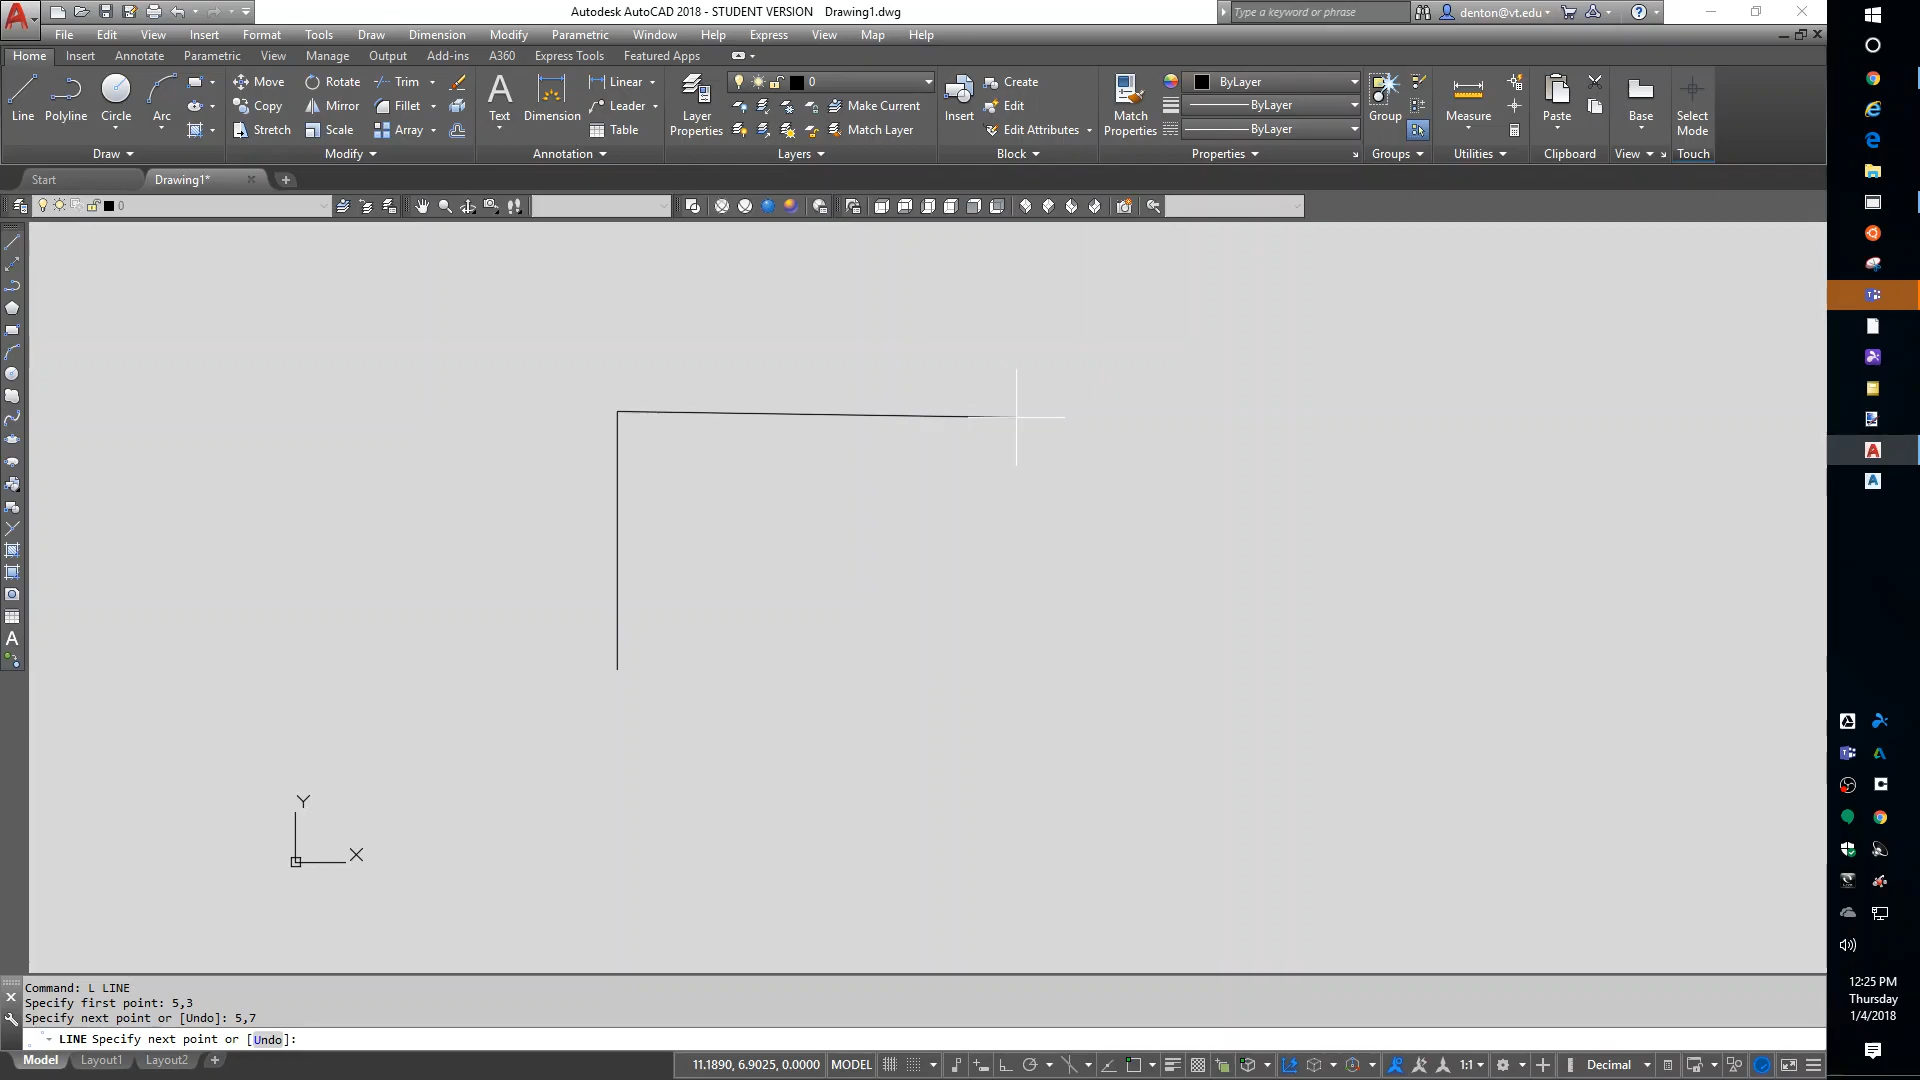 Autodesk AutoCAD 2018 - STUDENT VERSION Drawing1.dwg
Type a keyword or phrase
denton@vt.edu
File Edit View Insert Format Tools Draw Dimension Modify Parametric Window Help Express View Map Help
Home Insert Annotate Parametric View Manage Output Add-ins A360 Express Tools Featured Apps
Line Polyline Circle Arc
Move Rotate Trim
Copy Mirror Fillet
Stretch Scale Array
Text Dimension
Linear
Leader
Table
Layer Properties
0
Make Current
Match Layer
Insert
Create
Edit
Edit Attributes
Match Properties
ByLayer
ByLayer
ByLayer
Group
Measure
Paste
Base
Select Mode
Draw Modify Annotation Layers Block Properties Groups Utilities Clipboard View Touch
Start Drawing1*
0
Y
X
Command: L LINE
Specify first point: 5,3
Specify next point or [Undo]: 5,7
LINE Specify next point or [Undo]:
Model Layout1 Layout2
11.1890, 6.9025, 0.0000 MODEL
1:1
Decimal
12:25 PM
Thursday
1/4/2018